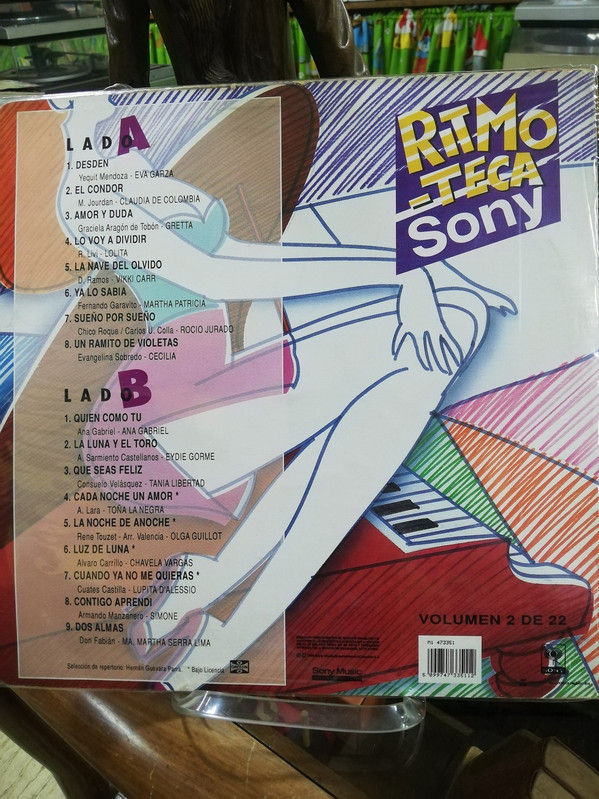 LADO A
1. DESDEN
Yequit Mendoza - EVA GARZA
2. EL CONDOR
M. Jourdan - CLAUDIA DE COLOMBIA
3. AMOR Y DUDA
Graciela Aragón de Tobón - GRETTA
4. LO VOY A DIVIDIR
R. Livi - LOLITA
5. LA NAVE DEL OLVIDO
D. Ramos - VIKKI CARR
6. YA LO SABIA
Fernando Garavito - MARTHA PATRICIA
7. SUEÑO POR SUEÑO
Chico Roque / Carlos U. Colla - ROCIO JURADO
8. UN RAMITO DE VIOLETAS
Evangelina Sobredo - CECILIA
LADO B
1. QUIEN COMO TU
Ana Gabriel - ANA GABRIEL
2. LA LUNA Y EL TORO
A. Sarmiento Castellanos - EYDIE GORME
3. QUE SEAS FELIZ
Consuelo Velásquez - TANIA LIBERTAD
4. CADA NOCHE UN AMOR *
A. Lara - TOÑA LA NEGRA
5. LA NOCHE DE ANOCHE *
Rene Touzet - Arr. Valencia - OLGA GUILLOT
6. LUZ DE LUNA *
Alvaro Carrillo - CHAVELA VARGAS
7. CUANDO YA NO ME QUIERAS *
Cuates Castilla - LUPITA D'ALESSIO
8. CONTIGO APRENDI
Armando Manzanero - SIMONE
9. DOS ALMAS
Don Fabián - MA. MARTHA SERRA LIMA
Selección de repertorio: Hernán Guevara Parra. * Bajo Licencia
RITMO
-TECA
Sony
VOLUMEN 2 DE 22
Sony Music
SONY